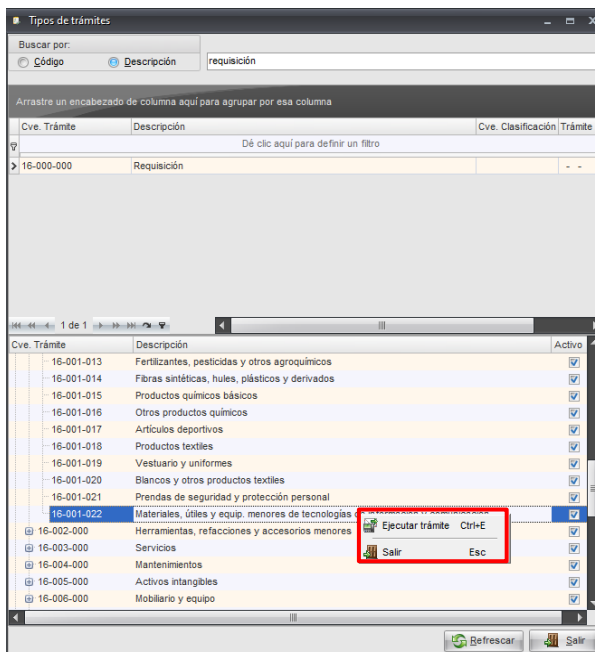 Tipos de trámites
Buscar por:
Código Descripción requisición
Arrastre un encabezado de columna aquí para agrupar por esa columna
Cve. Trámite Descripción Cve. Clasificación Trámite
Dé clic aquí para definir un filtro
16-000-000 Requisición - -
1 de 1
Cve. Trámite Descripción Activo
16-001-013 Fertilizantes, pesticidas y otros agroquímicos
16-001-014 Fibras sintéticas, hules, plásticos y derivados
16-001-015 Productos químicos básicos
16-001-016 Otros productos químicos
16-001-017 Artículos deportivos
16-001-018 Productos textiles
16-001-019 Vestuario y uniformes
16-001-020 Blancos y otros productos textiles
16-001-021 Prendas de seguridad y protección personal
16-001-022 Materiales, útiles y equip. menores de tecnologías de información y comunicación
Ejecutar trámite Ctrl+E
16-002-000 Herramientas, refacciones y accesorios menores
16-003-000 Servicios
Salir Esc
16-004-000 Mantenimientos
16-005-000 Activos intangibles
16-006-000 Mobiliario y equipo
Refrescar Salir